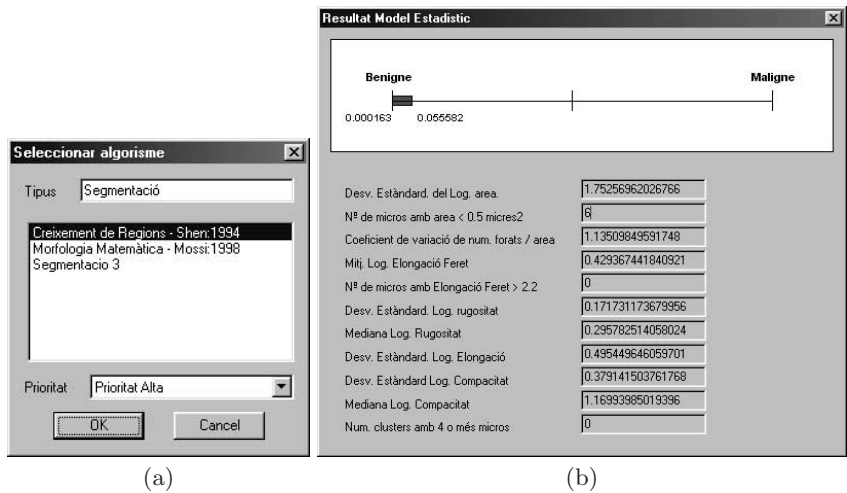 Seleccionar algorisme
Tipus Segmentació
Creixement de Regions - Shen:1994
Morfologia Matemàtica - Mossi:1998
Segmentacio 3
Prioritat Prioritat Alta
OK Cancel
(a)
Resultat Model Estadistic
Benigne Maligne
0.000163 0.055582
Desv. Estàndard. del Log. area. 1.75256962026766
Nº de micros amb area < 0.5 micres2 6
Coeficient de variació de num. forats / area 1.13509849591748
Mitj. Log. Elongació Feret 0.429367441840921
Nº de micros amb Elongació Feret > 2.2 0
Desv. Estàndard. Log. rugositat 0.171731173679956
Mediana Log. Rugositat 0.295782514058024
Desv. Estàndard. Log. Elongació 0.495449646059701
Desv. Estàndard Log. Compacitat 0.379141503761768
Mediana Log. Compacitat 1.16993985019396
Num. clusters amb 4 o més micros 0
(b)